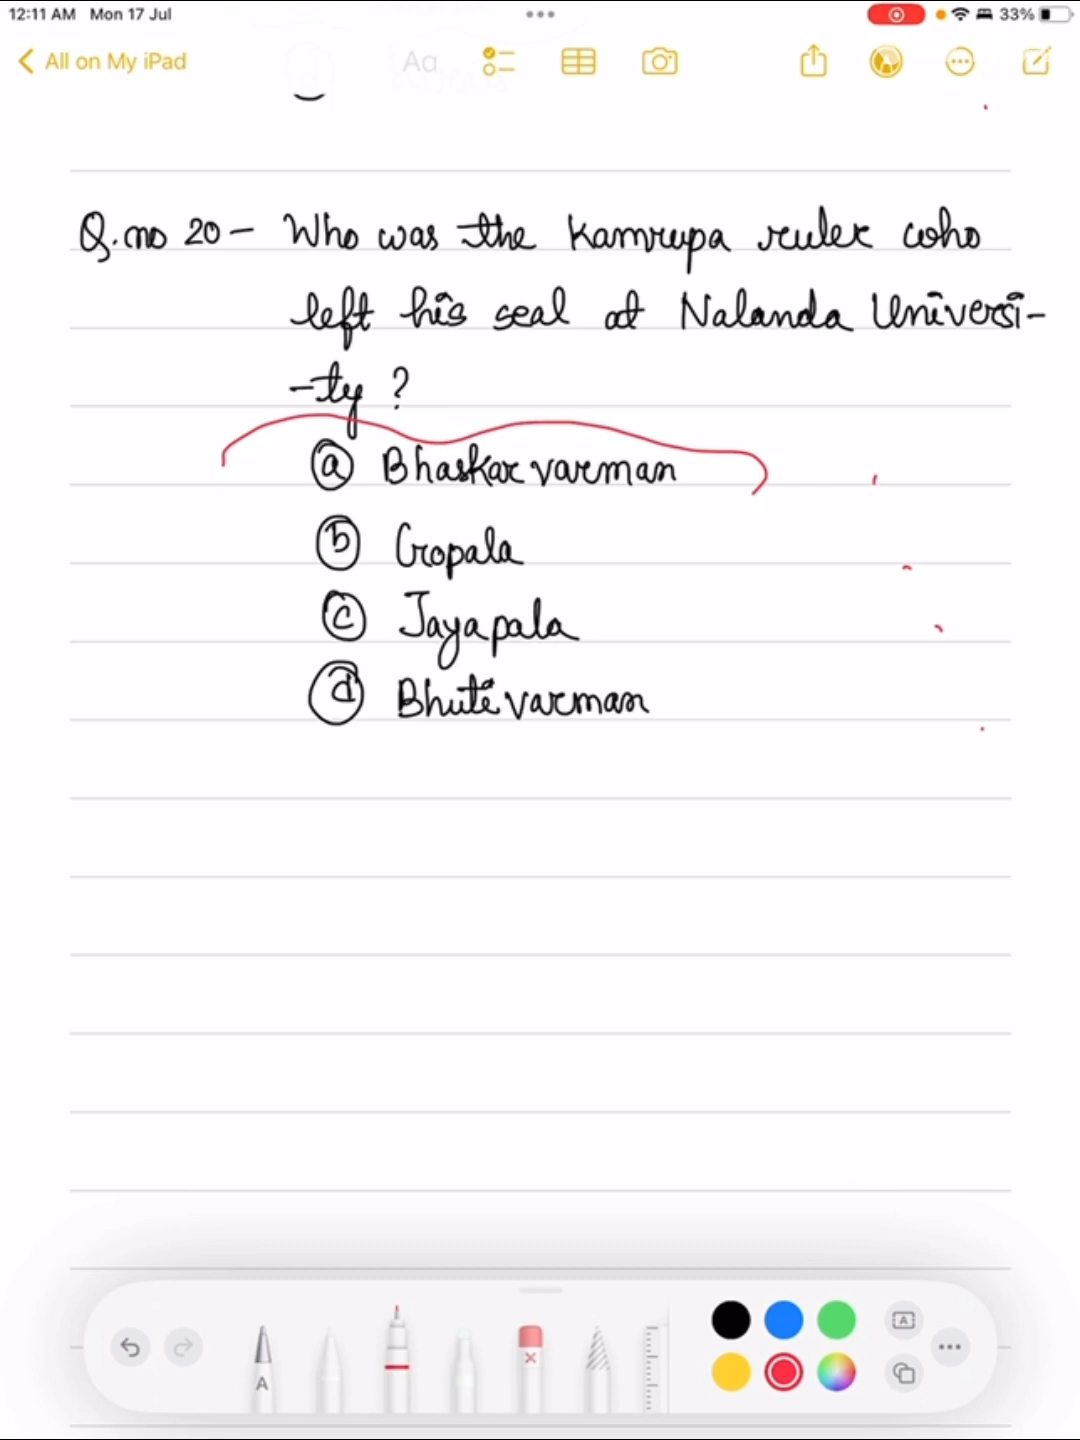 12:11 AM Mon 17 Jul
33%
All on My iPad
Aa
Q. no 20 - Who was the Kamrupa ruler who
left his seal at Nalanda Universi-
-ty ?
a Bhaskar varman
b Gopala
c Jayapala
d Bhuti varman
A
A